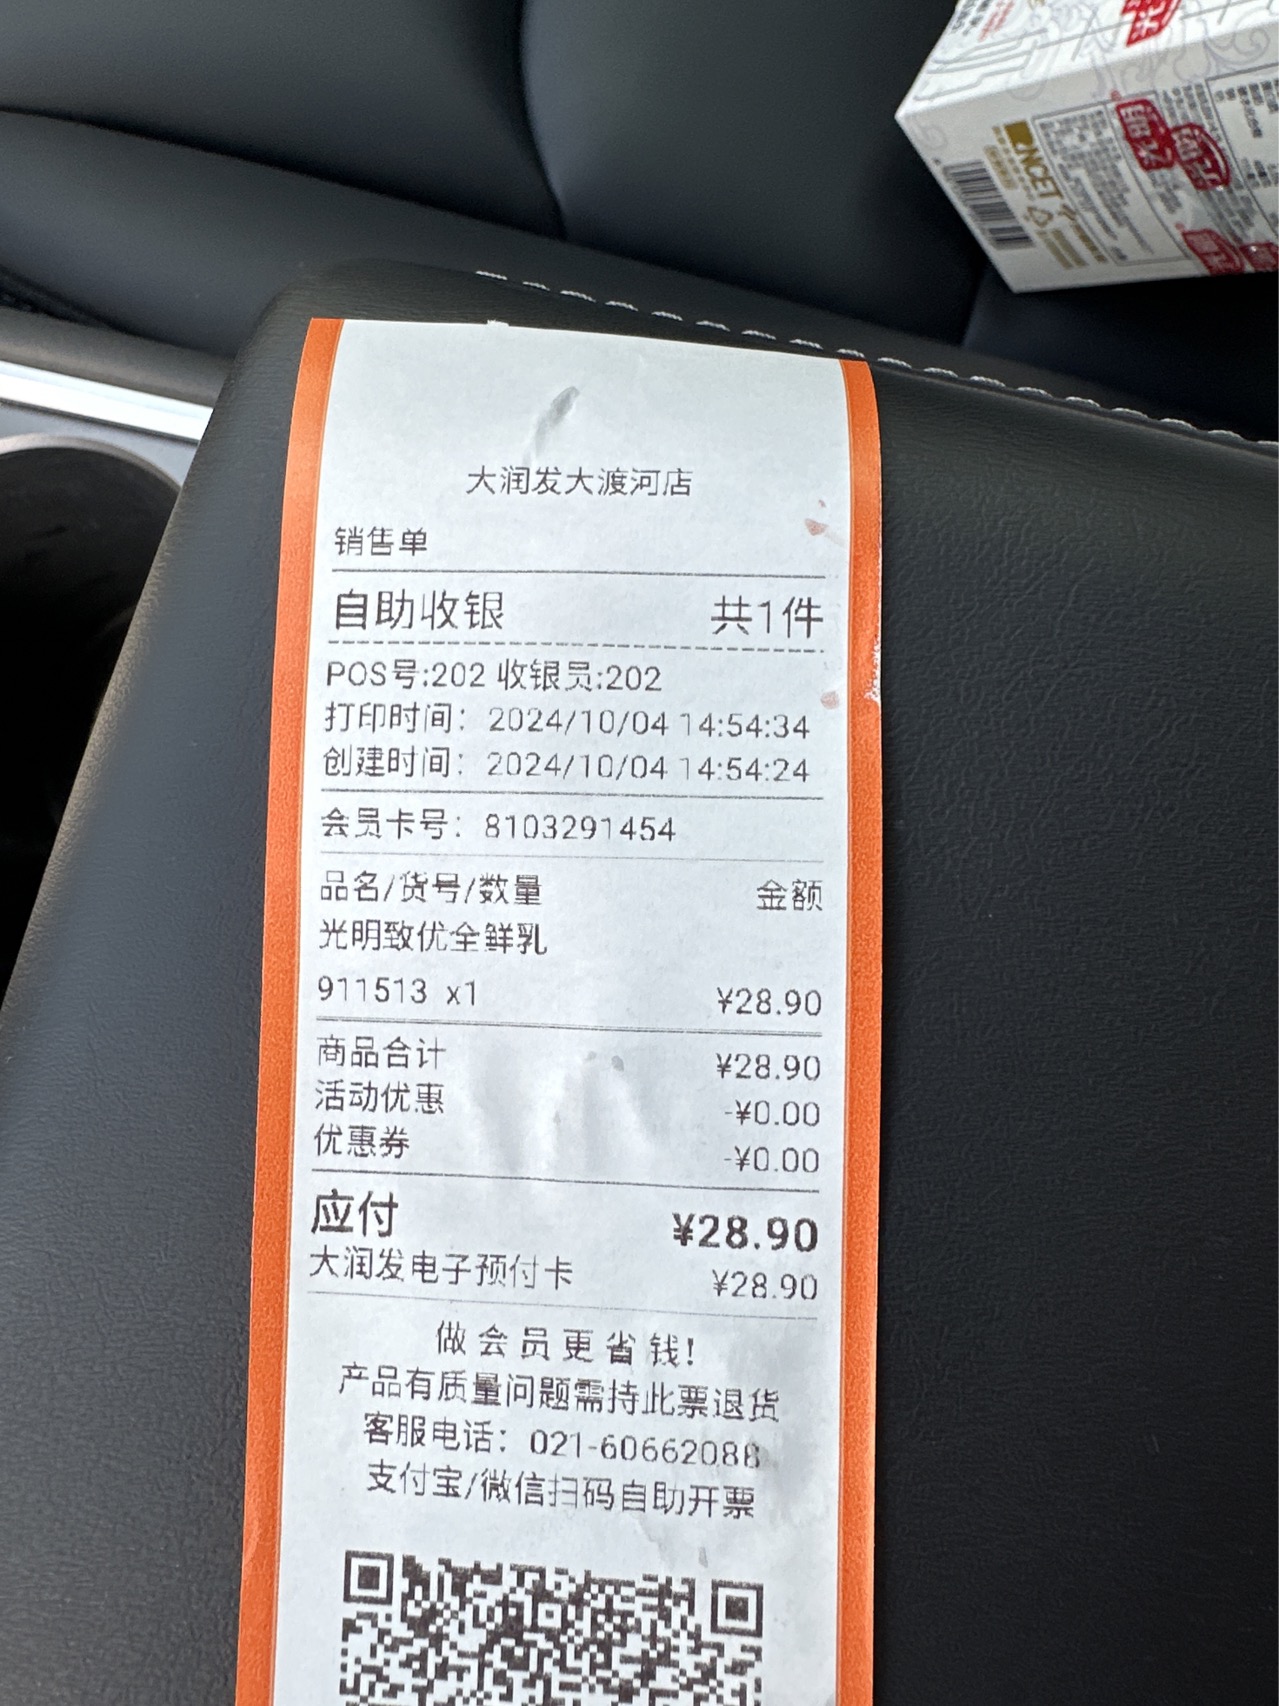 NCET
大润发大渡河店
销售单
自助收银 共1件
POS号:202 收银员:202
打印时间：2024/10/04 14:54:34
创建时间：2024/10/04 14:54:24
会员卡号：8103291454
品名/货号/数量 金额
光明致优全鲜乳
911513 x1 ¥28.90
商品合计 ¥28.90
活动优惠 -¥0.00
优惠券 -¥0.00
应付 ¥28.90
大润发电子预付卡 ¥28.90
做会员更省钱!
产品有质量问题需持此票退货
客服电话：021-60662088
支付宝/微信扫码自助开票